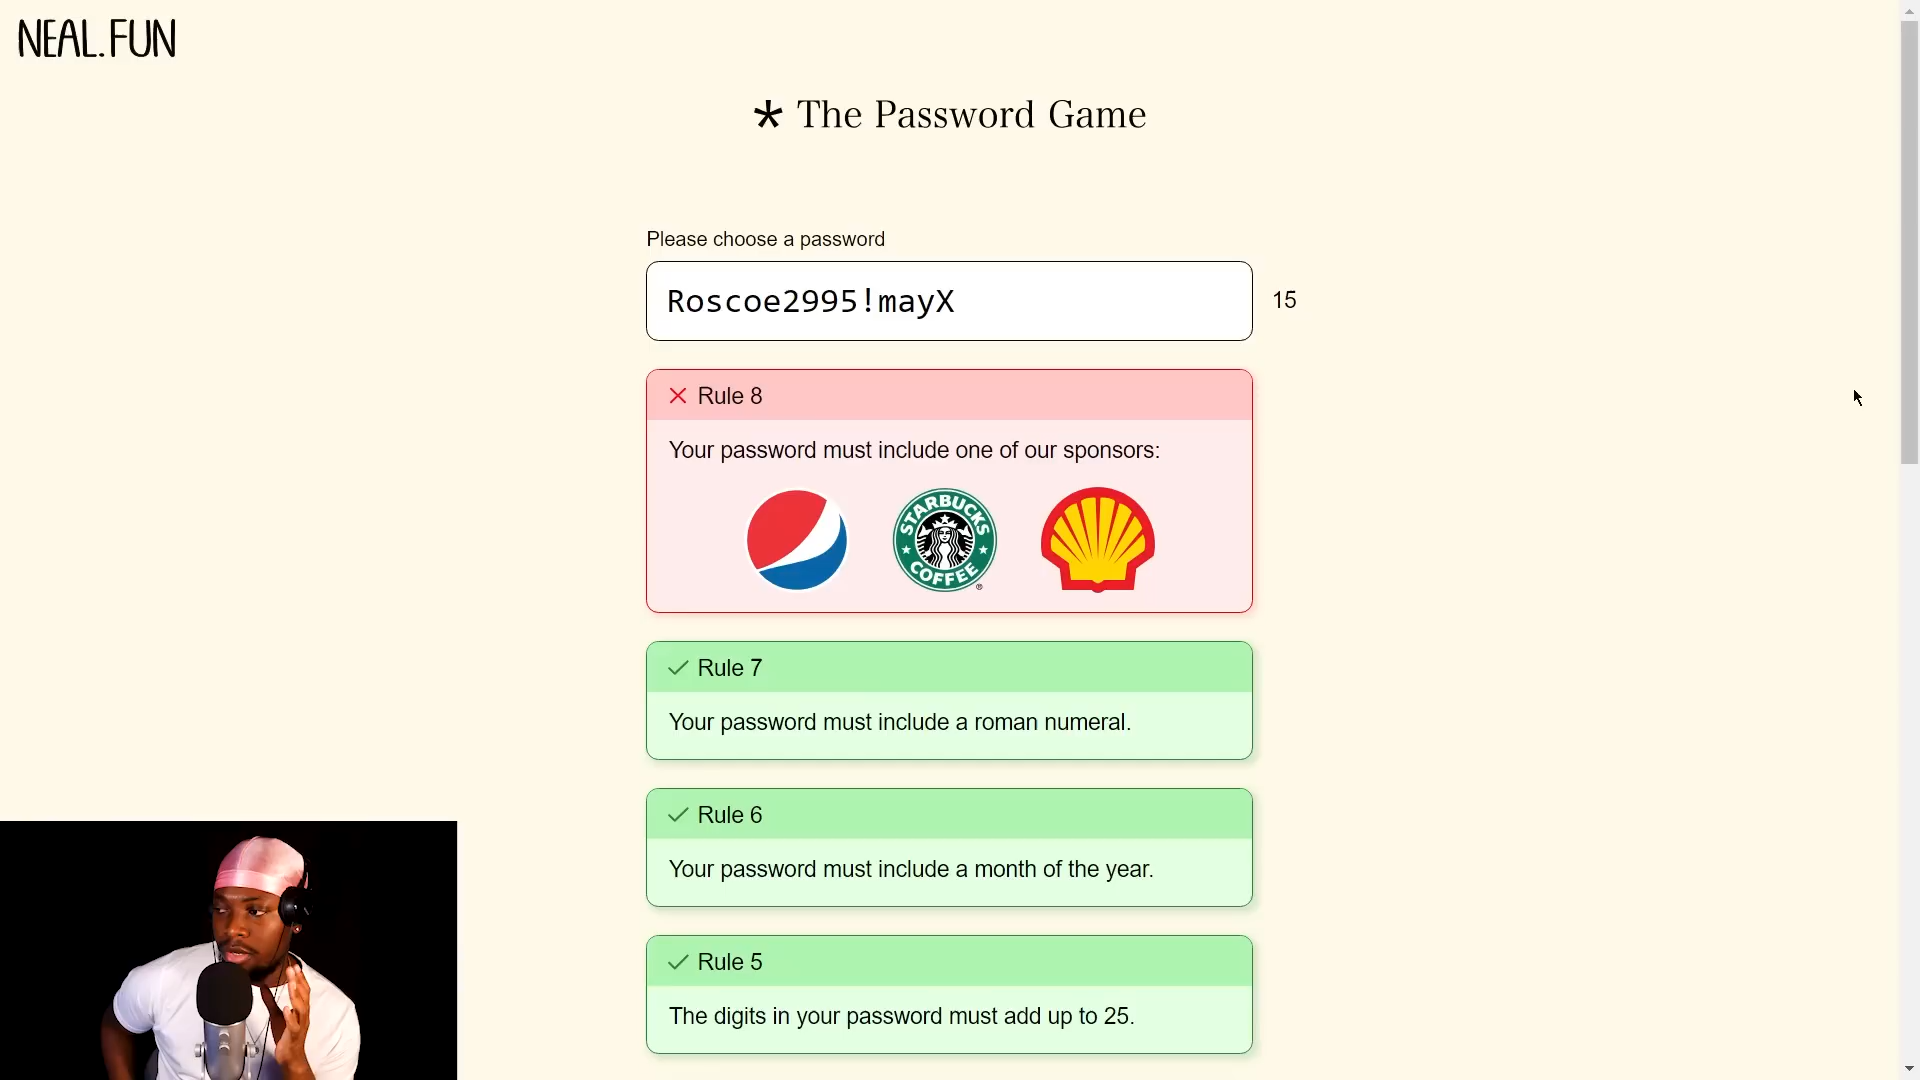 NEAL.FUN
* The Password Game
Please choose a password
Roscoe2995!mayX
15
Rule 8
Your password must include one of our sponsors:
STARBUCKS
COFFEE
®
Rule 7
Your password must include a roman numeral.
Rule 6
Your password must include a month of the year.
Rule 5
The digits in your password must add up to 25.